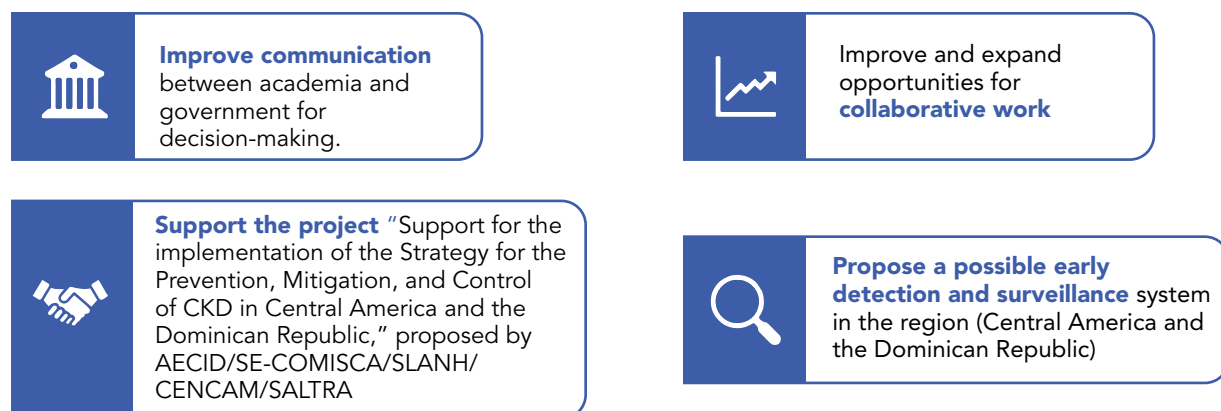 Improve communication
between academia and
government for
decision-making.
Improve and expand
opportunities for
collaborative work
Support the project “Support for the
implementation of the Strategy for the
Prevention, Mitigation, and Control
of CKD in Central America and the
Dominican Republic,” proposed by
AECID/SE-COMISCA/SLANH/
CENCAM/SALTRA
Propose a possible early
detection and surveillance system
in the region (Central America and
the Dominican Republic)